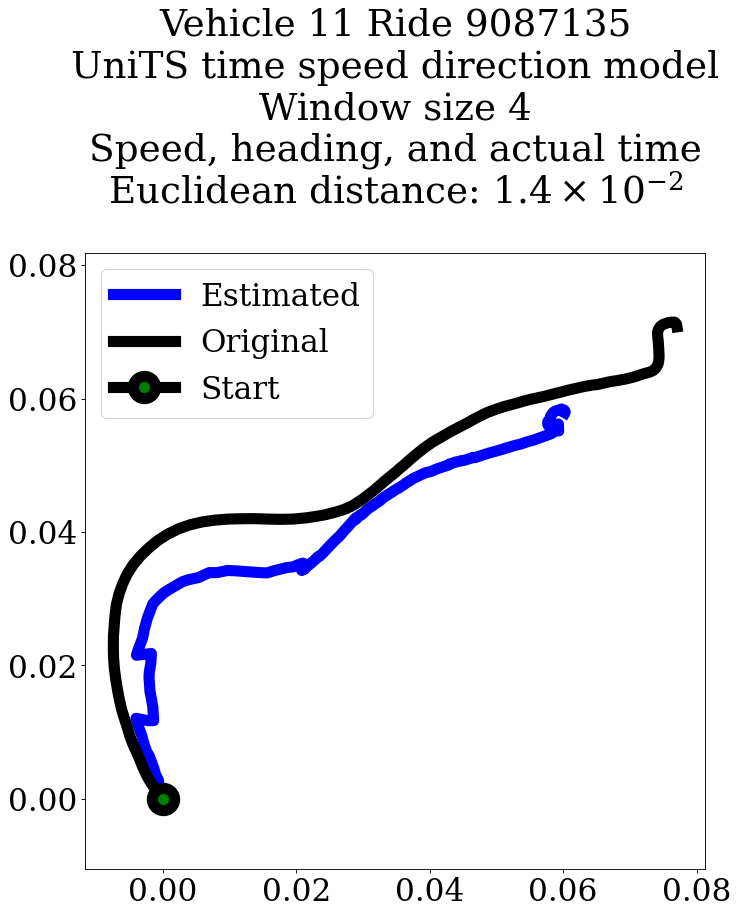 Vehicle 11 Ride 9087135
UniTS time speed direction model
Window size 4
Speed, heading, and actual time
Euclidean distance: 1.4 × 10⁻²
0.08
0.06
0.04
0.02
0.00
Estimated
Original
Start
0.00 0.02 0.04 0.06 0.08